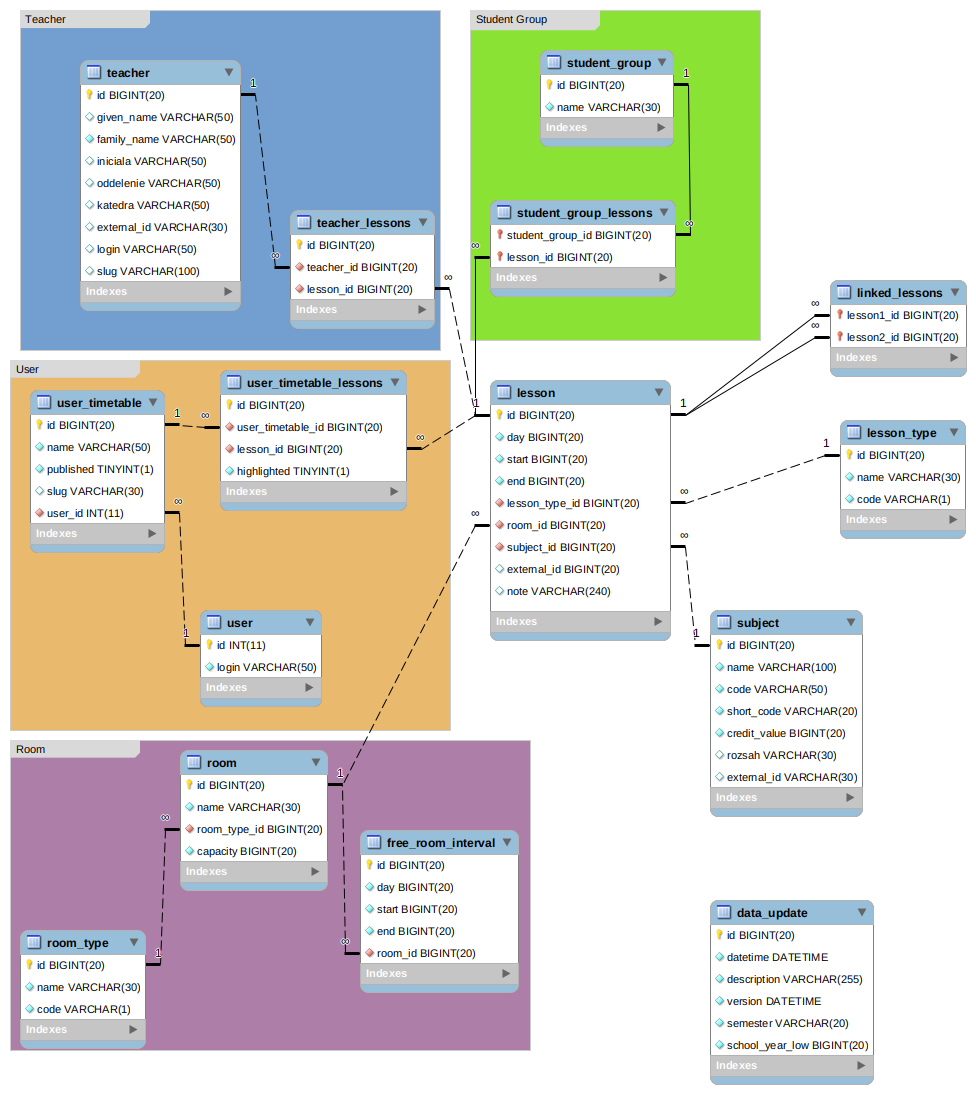 Teacher
teacher
id BIGINT(20)
given_name VARCHAR(50)
family_name VARCHAR(50)
iniciala VARCHAR(50)
oddelenie VARCHAR(50)
katedra VARCHAR(50)
external_id VARCHAR(30)
login VARCHAR(50)
slug VARCHAR(100)
Indexes
1
∞
teacher_lessons
id BIGINT(20)
teacher_id BIGINT(20)
lesson_id BIGINT(20)
Indexes
∞
Student Group
student_group
id BIGINT(20)
name VARCHAR(30)
Indexes
1
∞
student_group_lessons
student_group_id BIGINT(20)
lesson_id BIGINT(20)
Indexes
∞
linked_lessons
lesson1_id BIGINT(20)
lesson2_id BIGINT(20)
Indexes
∞
∞
User
user_timetable
id BIGINT(20)
name VARCHAR(50)
published TINYINT(1)
slug VARCHAR(30)
user_id INT(11)
Indexes
1
∞
∞
user_timetable_lessons
id BIGINT(20)
user_timetable_id BIGINT(20)
lesson_id BIGINT(20)
highlighted TINYINT(1)
Indexes
∞
user
id INT(11)
login VARCHAR(50)
Indexes
1
lesson
id BIGINT(20)
day BIGINT(20)
start BIGINT(20)
end BIGINT(20)
lesson_type_id BIGINT(20)
room_id BIGINT(20)
subject_id BIGINT(20)
external_id BIGINT(20)
note VARCHAR(240)
Indexes
1
1
∞
∞
∞
lesson_type
id BIGINT(20)
name VARCHAR(30)
code VARCHAR(1)
Indexes
1
subject
id BIGINT(20)
name VARCHAR(100)
code VARCHAR(50)
short_code VARCHAR(20)
credit_value BIGINT(20)
rozsah VARCHAR(30)
external_id VARCHAR(30)
Indexes
1
Room
room
id BIGINT(20)
name VARCHAR(30)
room_type_id BIGINT(20)
capacity BIGINT(20)
Indexes
1
∞
free_room_interval
id BIGINT(20)
day BIGINT(20)
start BIGINT(20)
end BIGINT(20)
room_id BIGINT(20)
Indexes
∞
room_type
id BIGINT(20)
name VARCHAR(30)
code VARCHAR(1)
Indexes
1
data_update
id BIGINT(20)
datetime DATETIME
description VARCHAR(255)
version DATETIME
semester VARCHAR(20)
school_year_low BIGINT(20)
Indexes